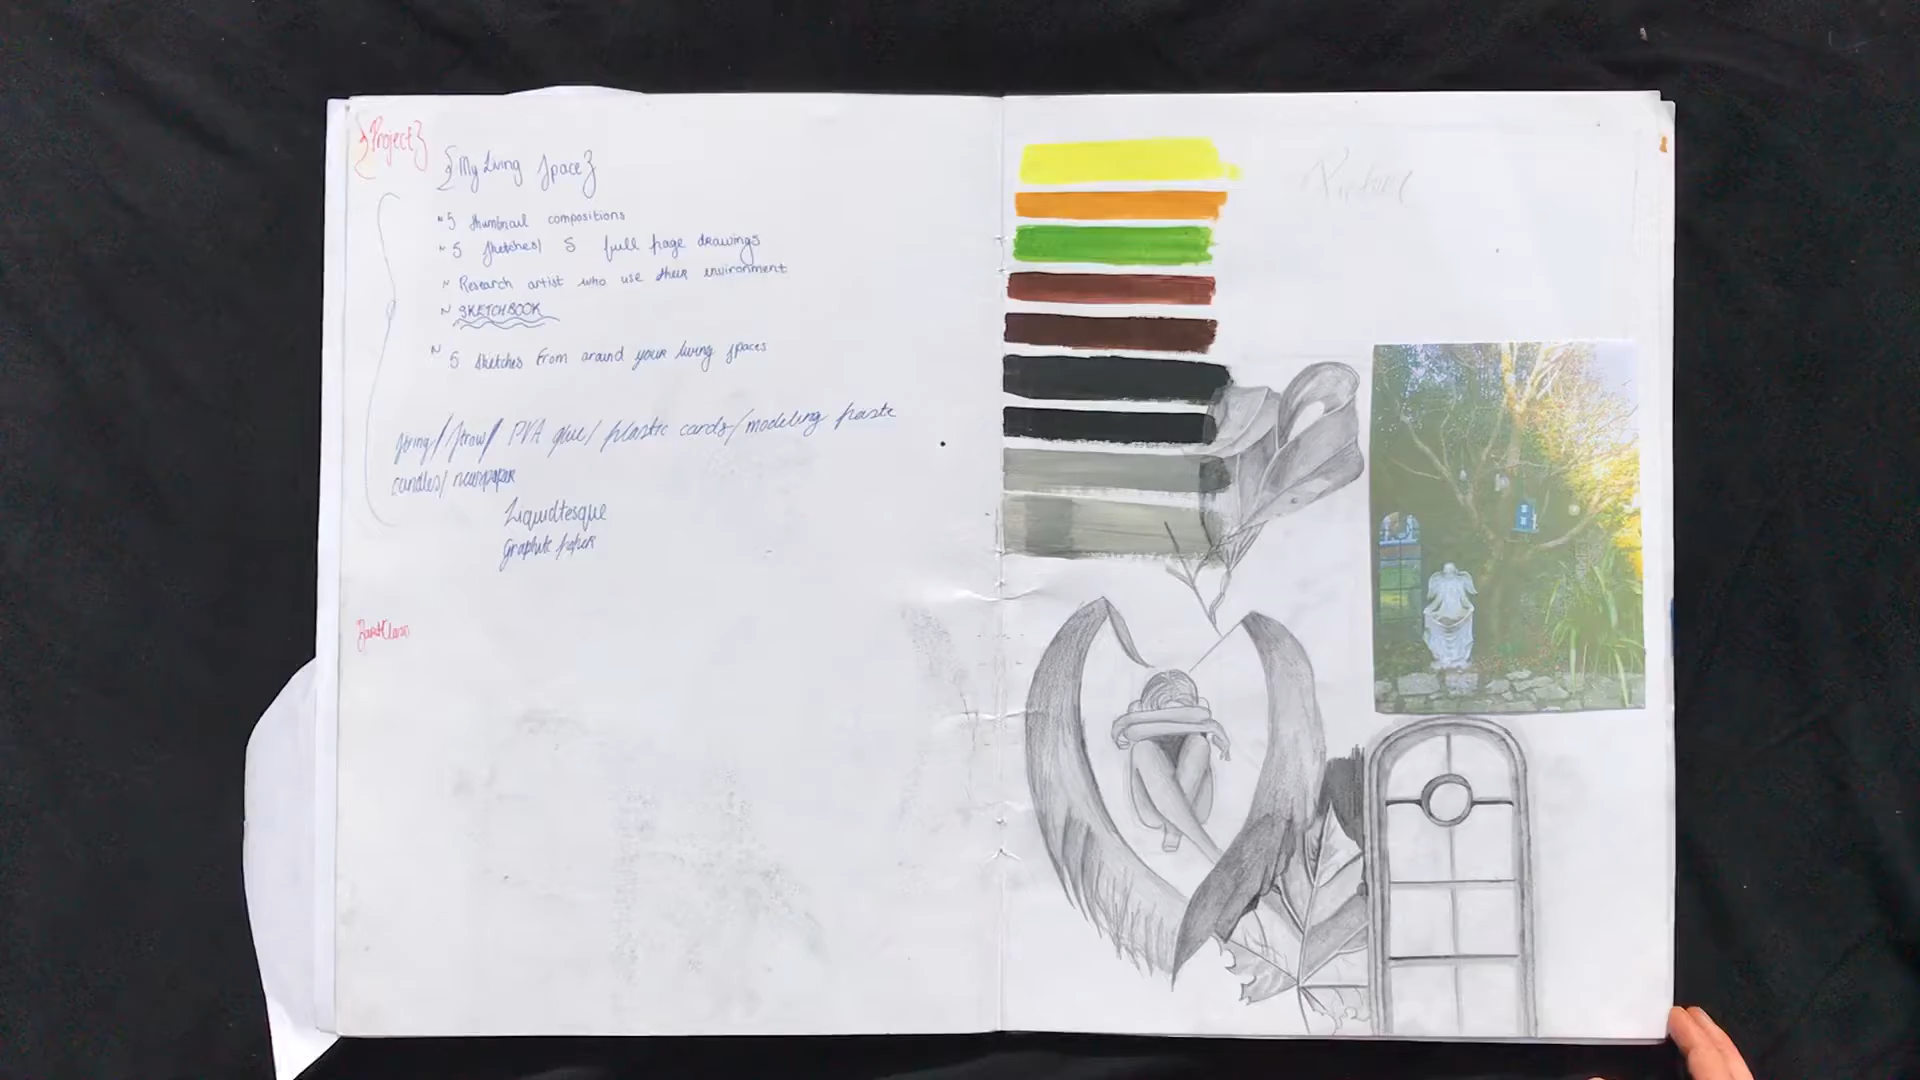 {Project}
{My Living Space}
~ 5 thumbnail compositions
~ 5 sketches/ 5 full page drawings
~ Research artist who use their environment
~ SKETCHBOOK
~ 5 sketches from around your living spaces
String/ Straw/ PVA glue/ plastic cards/ modeling paste
candles/ newspaper
Liquidtesque
graphite paper